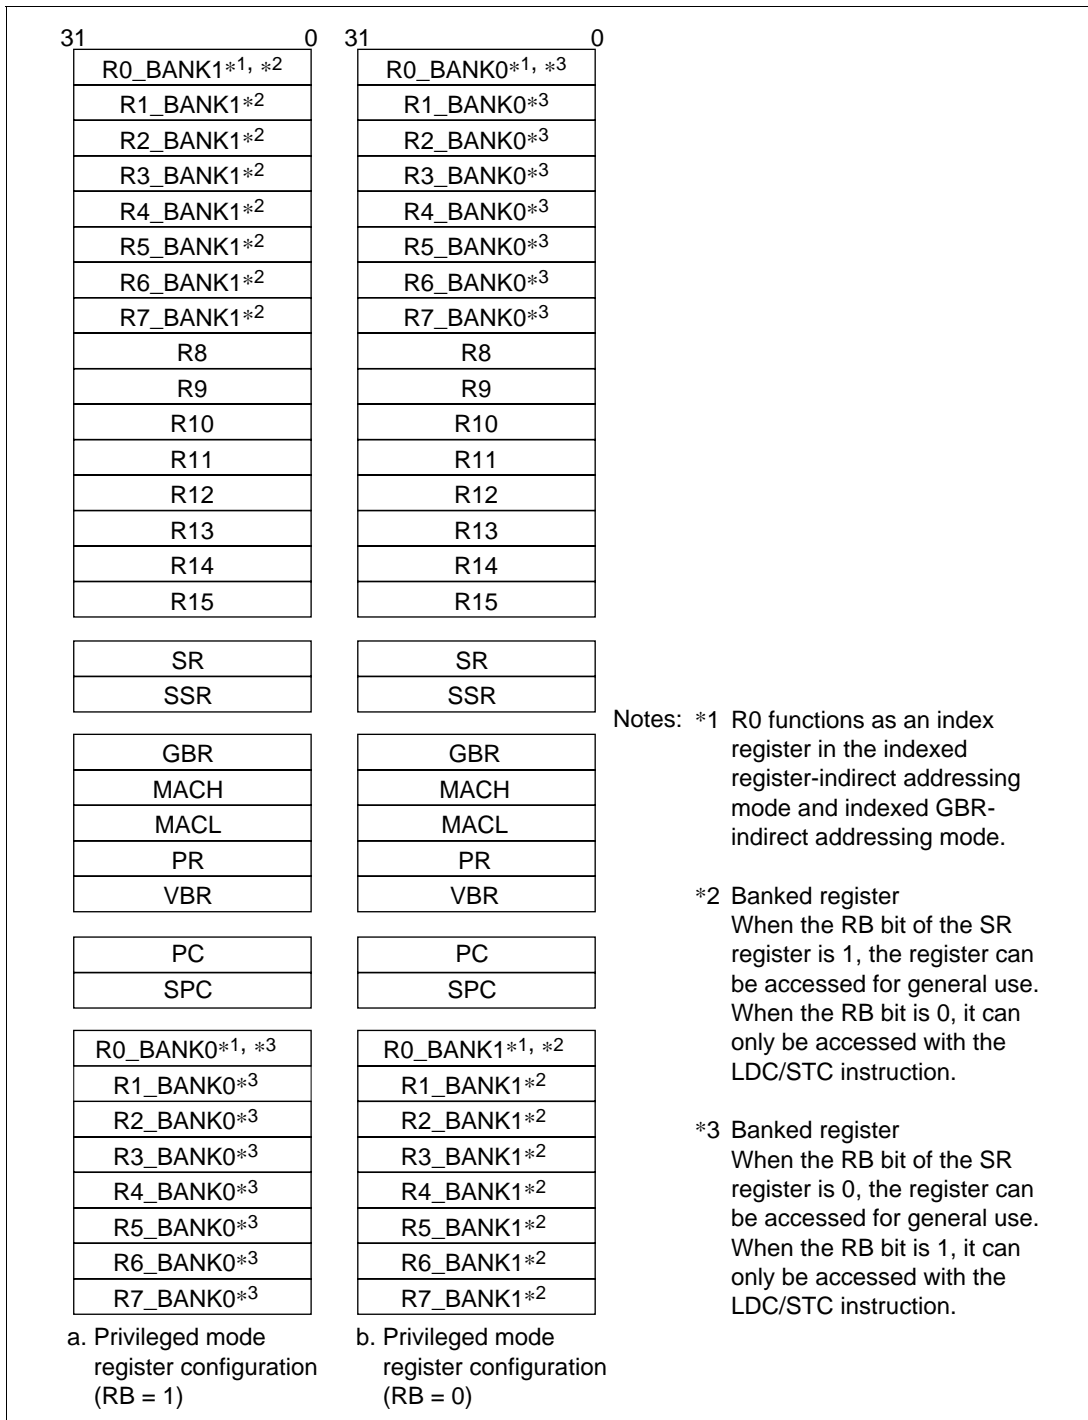 31 0 31 0
R0_BANK1*1, *2 R0_BANK0*1, *3
R1_BANK1*2 R1_BANK0*3
R2_BANK1*2 R2_BANK0*3
R3_BANK1*2 R3_BANK0*3
R4_BANK1*2 R4_BANK0*3
R5_BANK1*2 R5_BANK0*3
R6_BANK1*2 R6_BANK0*3
R7_BANK1*2 R7_BANK0*3
R8 R8
R9 R9
R10 R10
R11 R11
R12 R12
R13 R13
R14 R14
R15 R15
SR SR
SSR SSR
GBR GBR
MACH MACH
MACL MACL
PR PR
VBR VBR
PC PC
SPC SPC
R0_BANK0*1, *3 R0_BANK1*1, *2
R1_BANK0*3 R1_BANK1*2
R2_BANK0*3 R2_BANK1*2
R3_BANK0*3 R3_BANK1*2
R4_BANK0*3 R4_BANK1*2
R5_BANK0*3 R5_BANK1*2
R6_BANK0*3 R6_BANK1*2
R7_BANK0*3 R7_BANK1*2
a. Privileged mode
register configuration
(RB = 1)
b. Privileged mode
register configuration
(RB = 0)
Notes: *1 R0 functions as an index
register in the indexed
register-indirect addressing
mode and indexed GBR-
indirect addressing mode.
*2 Banked register
When the RB bit of the SR
register is 1, the register can
be accessed for general use.
When the RB bit is 0, it can
only be accessed with the
LDC/STC instruction.
*3 Banked register
When the RB bit of the SR
register is 0, the register can
be accessed for general use.
When the RB bit is 1, it can
only be accessed with the
LDC/STC instruction.